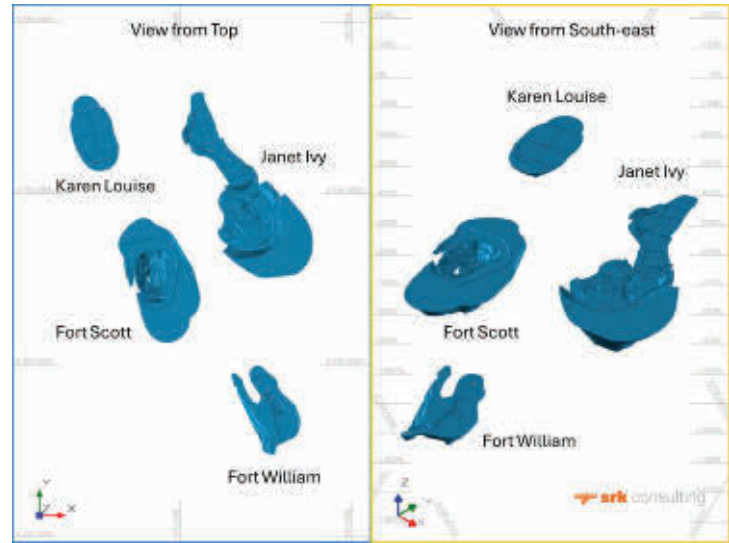 View from Top
Karen Louise
Janet Ivy
Fort Scott
Fort William
Y
Z
X
View from South-east
Karen Louise
Janet Ivy
Fort Scott
Fort William
Z
srk consulting